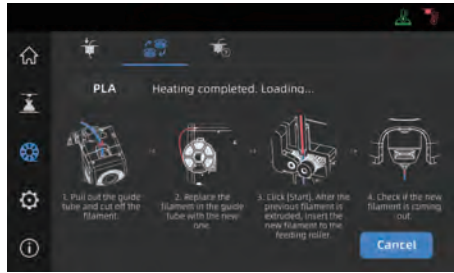 PLA Heating completed. Loading...
1. Pull out the guide
tube and cut off the
filament.
2. Replace the
filament in the guide
tube with the new
one.
3. Click [Start]. After the
previous filament is
extruded, insert the
new filament to the
feeding roller.
4. Check if the new
filament is coming
out.
Cancel